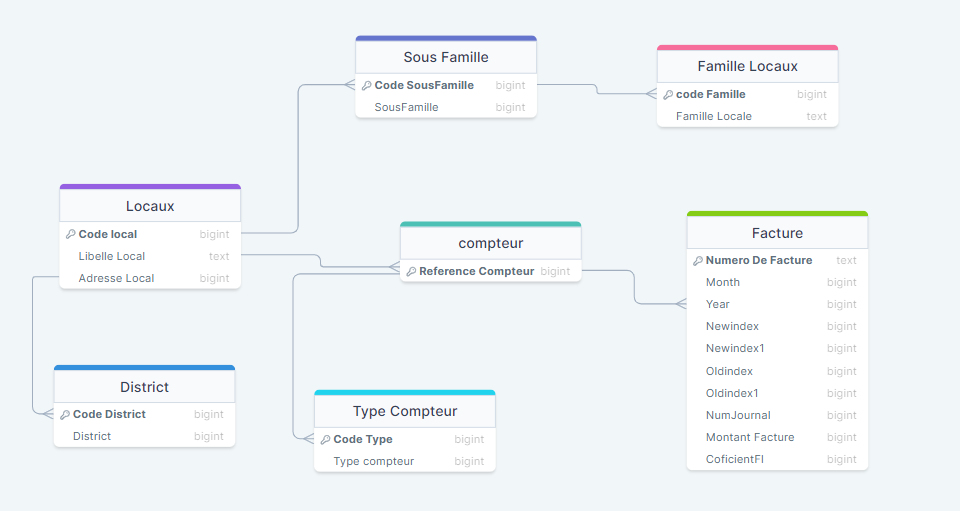 Sous Famille
Code SousFamille bigint
SousFamille bigint
Famille Locaux
code Famille bigint
Famille Locale text
Locaux
Code local bigint
Libelle Local text
Adresse Local bigint
compteur
Reference Compteur bigint
Facture
Numero De Facture text
Month bigint
Year bigint
Newindex bigint
Newindex1 bigint
Oldindex bigint
Oldindex1 bigint
NumJournal bigint
Montant Facture bigint
CoficientFl bigint
District
Code District bigint
District bigint
Type Compteur
Code Type bigint
Type compteur bigint